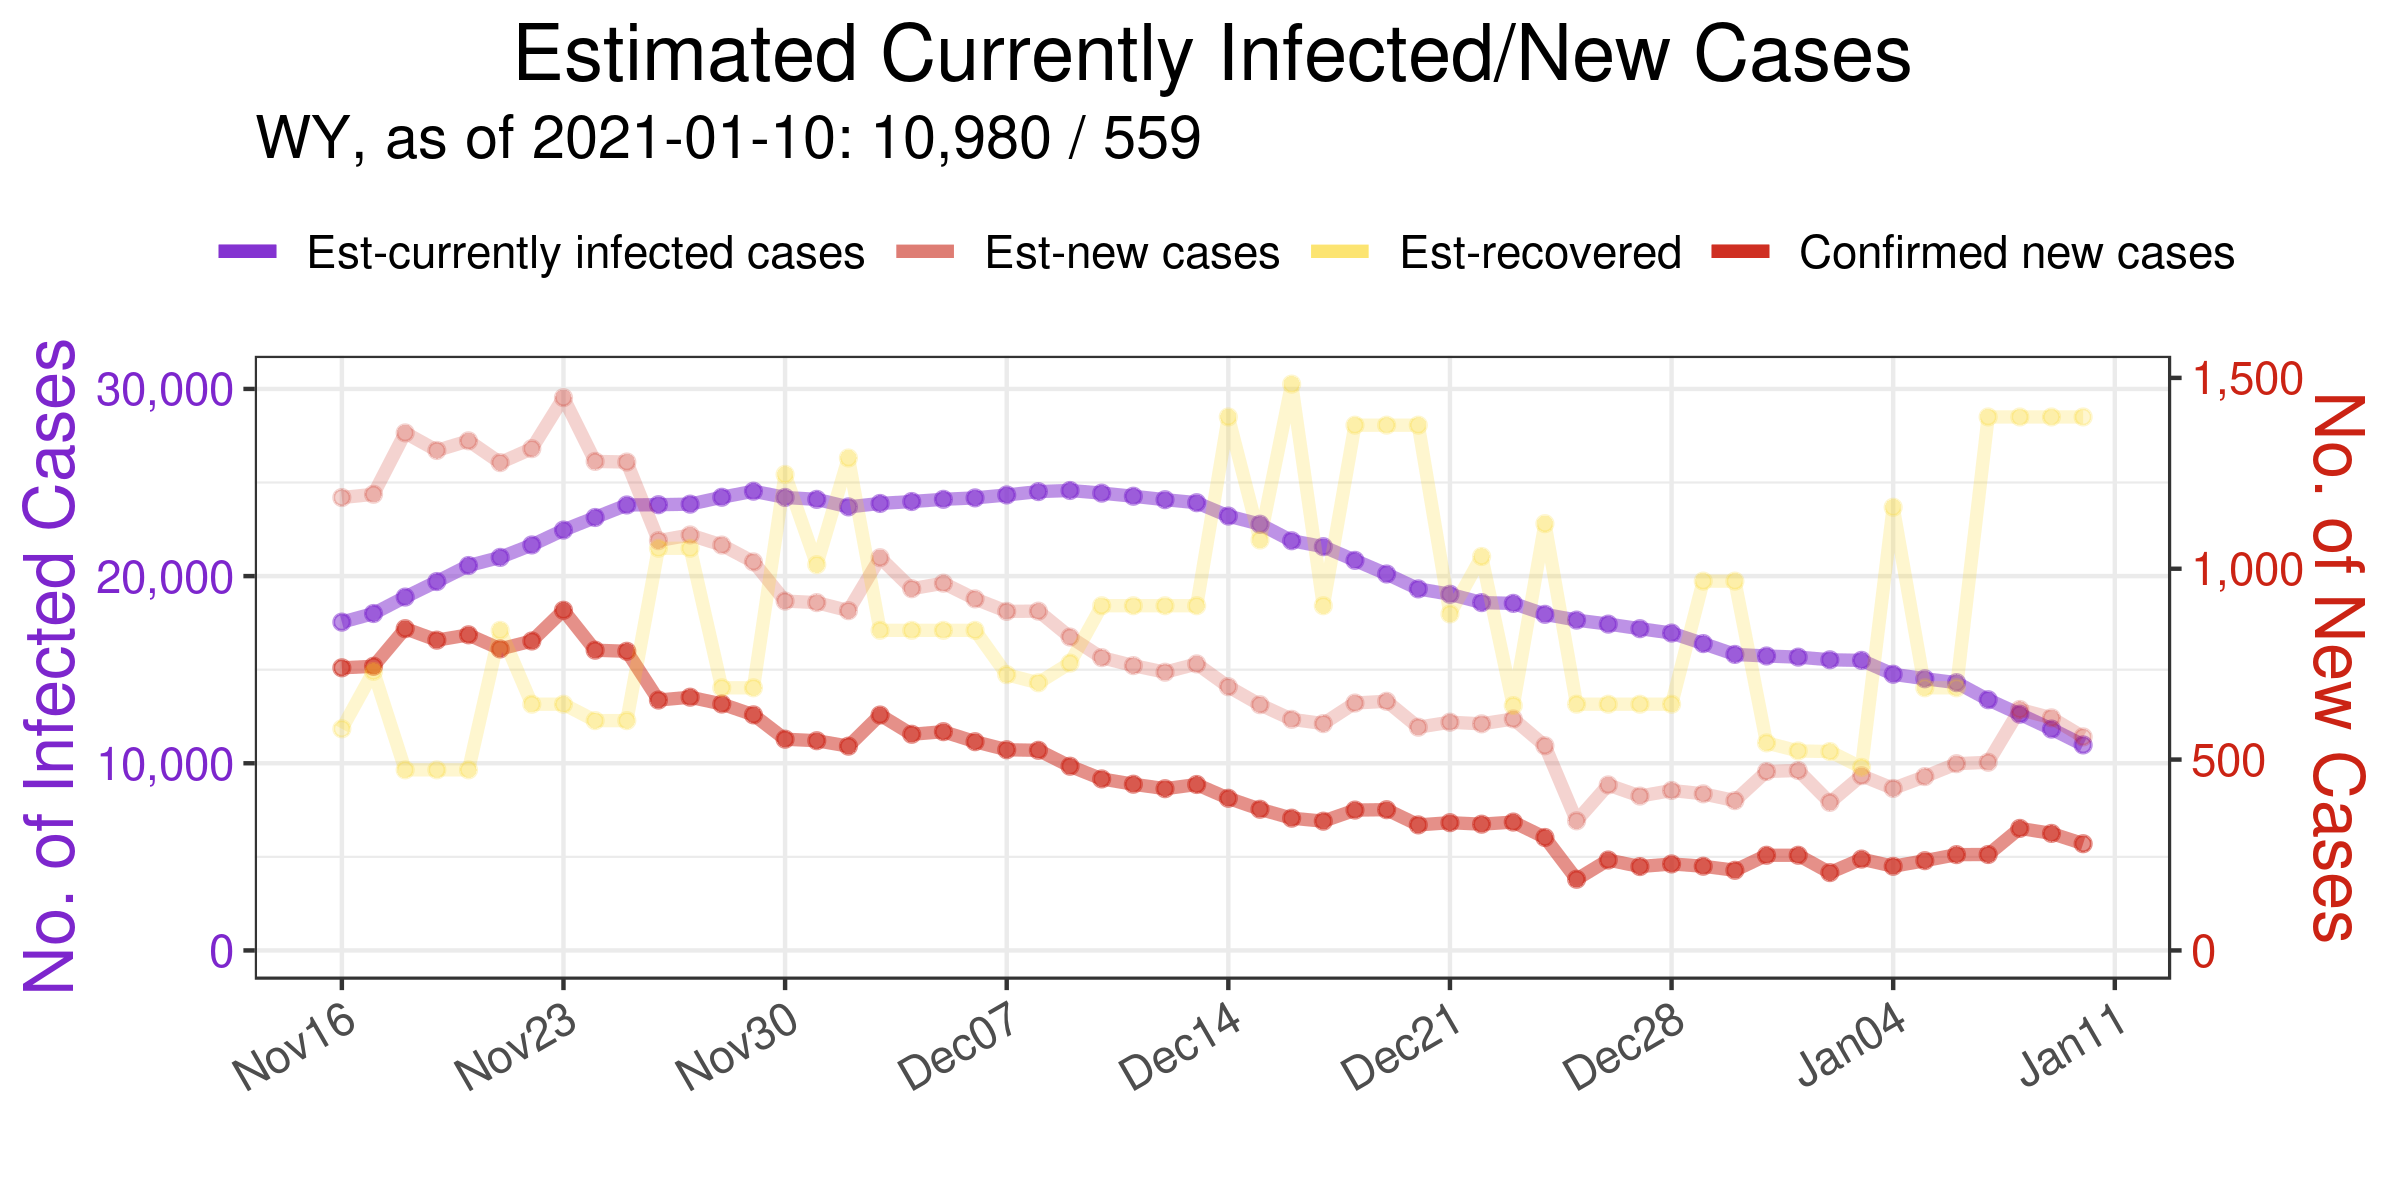 Estimated Currently Infected/New Cases
WY, as of 2021-01-10: 10,980 / 559
Est-currently infected cases Est-new cases Est-recovered Confirmed new cases
No. of Infected Cases
30,000
20,000
10,000
0
1,500
1,000
500
0
No. of New Cases
Nov16 Nov23 Nov30 Dec07 Dec14 Dec21 Dec28 Jan04 Jan11